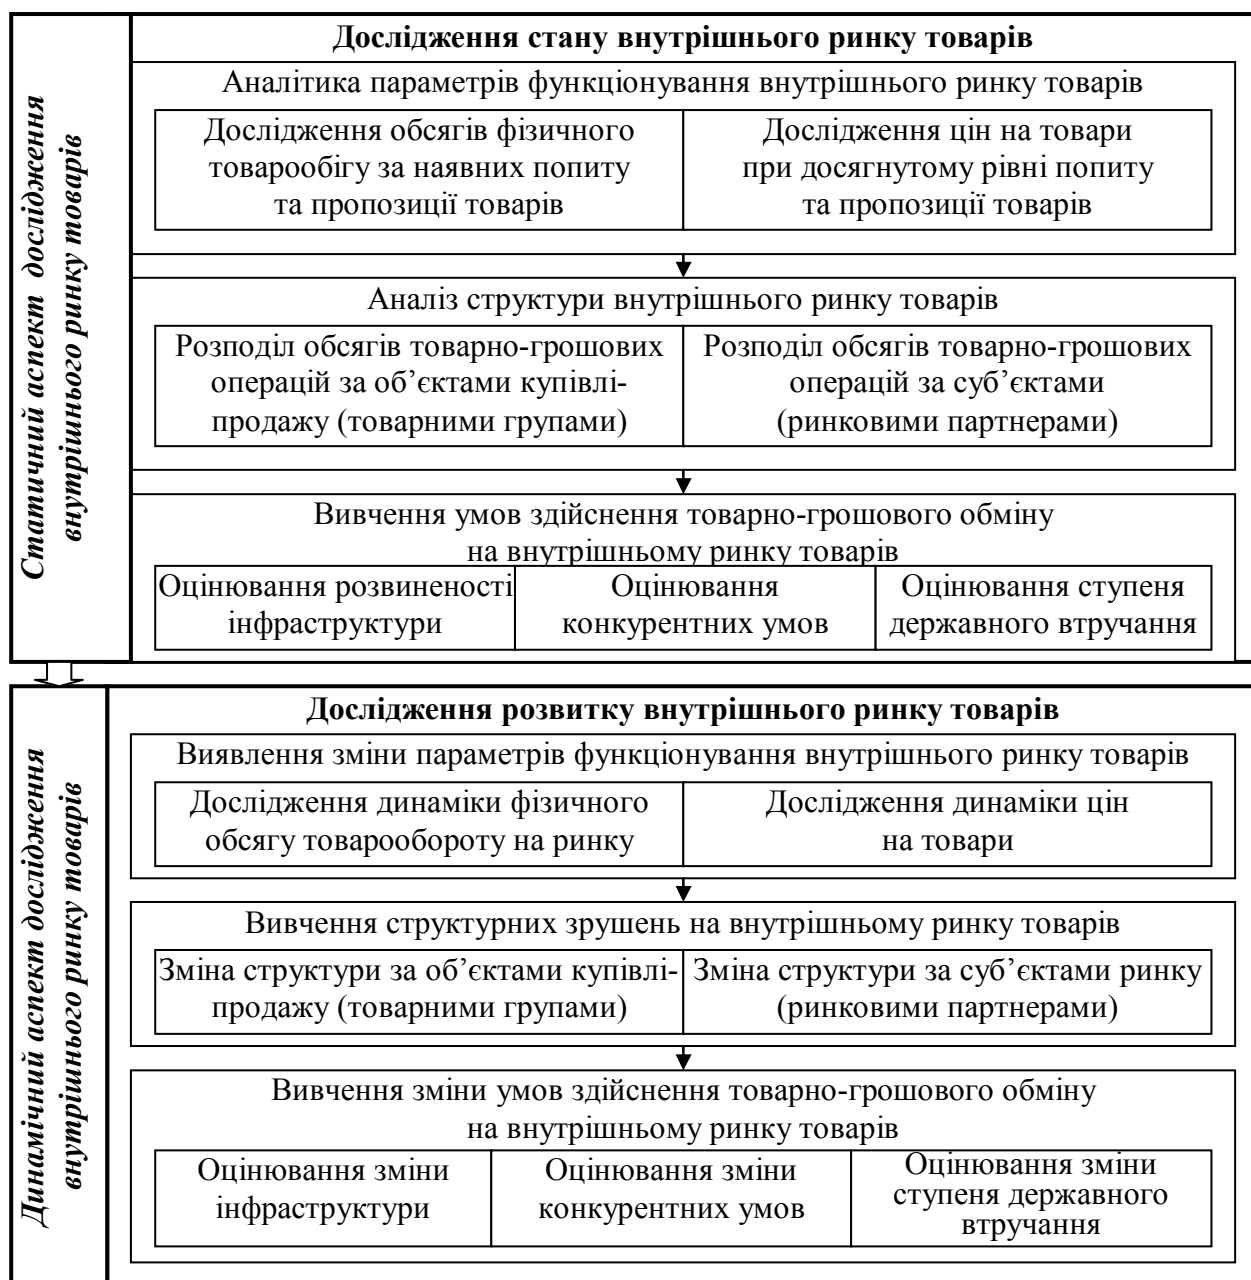 Статичний аспект дослідження
внутрішнього ринку товарів
Дослідження стану внутрішнього ринку товарів
Аналітика параметрів функціонування внутрішнього ринку товарів
Дослідження обсягів фізичного
товарообігу за наявних попиту
та пропозиції товарів
Дослідження цін на товари
при досягнутому рівні попиту
та пропозиції товарів
Аналіз структури внутрішнього ринку товарів
Розподіл обсягів товарно-грошових
операцій за об’єктами купівлі-
продажу (товарними групами)
Розподіл обсягів товарно-грошових
операцій за суб’єктами
(ринковими партнерами)
Вивчення умов здійснення товарно-грошового обміну
на внутрішньому ринку товарів
Оцінювання розвиненості
інфраструктури
Оцінювання
конкурентних умов
Оцінювання ступеня
державного втручання
Динамічний аспект дослідження
внутрішнього ринку товарів
Дослідження розвитку внутрішнього ринку товарів
Виявлення зміни параметрів функціонування внутрішнього ринку товарів
Дослідження динаміки фізичного
обсягу товарообороту на ринку
Дослідження динаміки цін
на товари
Вивчення структурних зрушень на внутрішньому ринку товарів
Зміна структури за об’єктами купівлі-
продажу (товарними групами)
Зміна структури за суб’єктами ринку
(ринковими партнерами)
Вивчення зміни умов здійснення товарно-грошового обміну
на внутрішньому ринку товарів
Оцінювання зміни
інфраструктури
Оцінювання зміни
конкурентних умов
Оцінювання зміни
ступеня державного
втручання